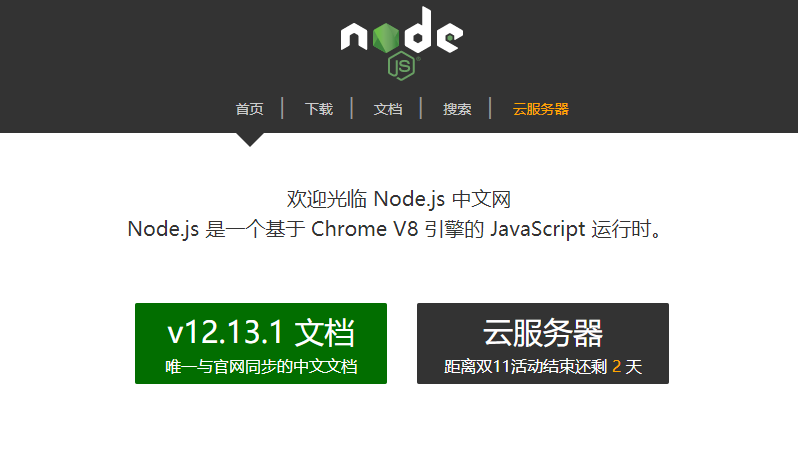 node
JS
首页 | 下载 | 文档 | 搜索 | 云服务器
欢迎光临 Node.js 中文网
Node.js 是一个基于 Chrome V8 引擎的 JavaScript 运行时。
v12.13.1 文档
唯一与官网同步的中文文档
云服务器
距离双11活动结束还剩 2 天